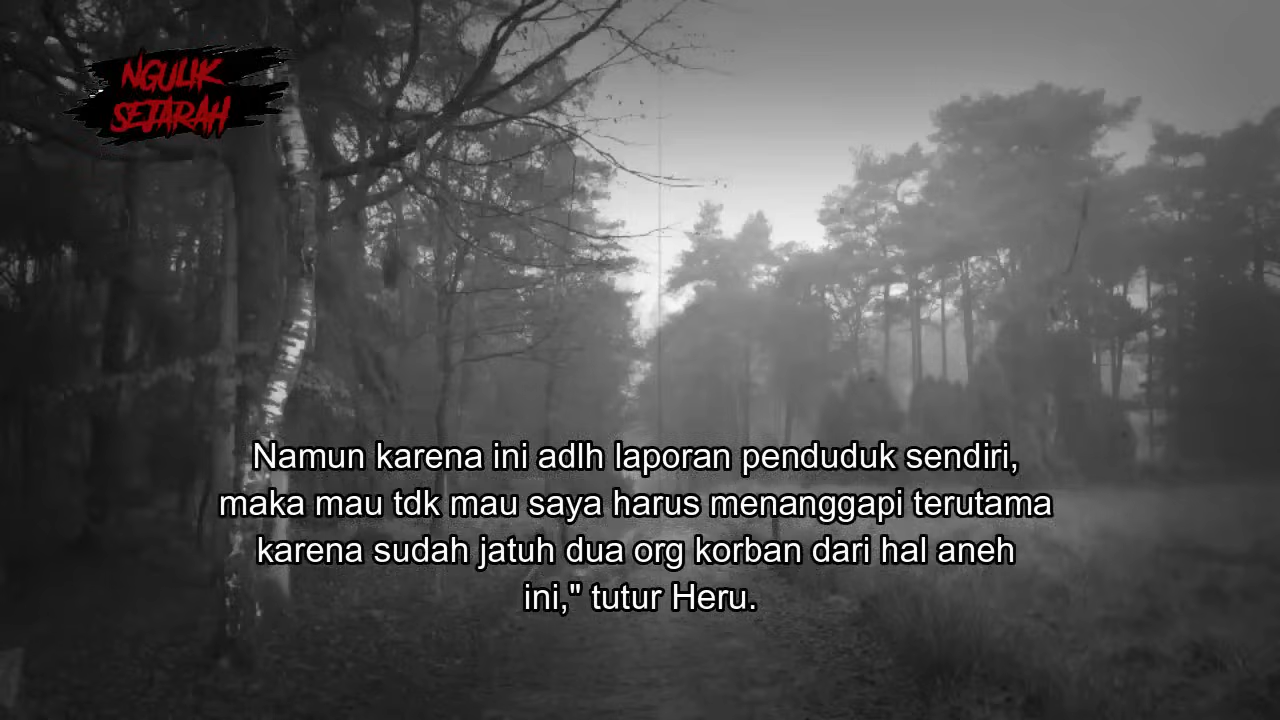 NGULIK
SEJARAH
Namun karena ini adlh laporan penduduk sendiri,
maka mau tdk mau saya harus menanggapi terutama
karena sudah jatuh dua org korban dari hal aneh
ini," tutur Heru.